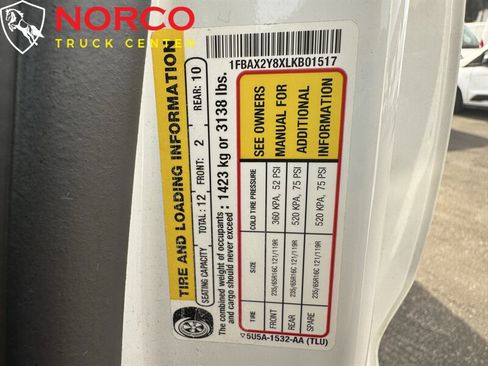 NORCO
TRUCK CENTER
1FBAX2Y8XLKB01517
TIRE AND LOADING INFORMATION
SEATING CAPACITY TOTAL: 12 FRONT: 2 REAR: 10
The combined weight of occupants : 1423 kg or 3138 lbs.
and cargo should never exceed
TIRE SIZE COLD TIRE PRESSURE
FRONT 235/65R16C 121/119R 360 KPA, 52 PSI
REAR 235/65R16C 121/119R 520 KPA, 75 PSI
SPARE 235/65R16C 121/119R 520 KPA, 75 PSI
SEE OWNERS
MANUAL FOR
ADDITIONAL
INFORMATION
5U5A-1532-AA (TLU)